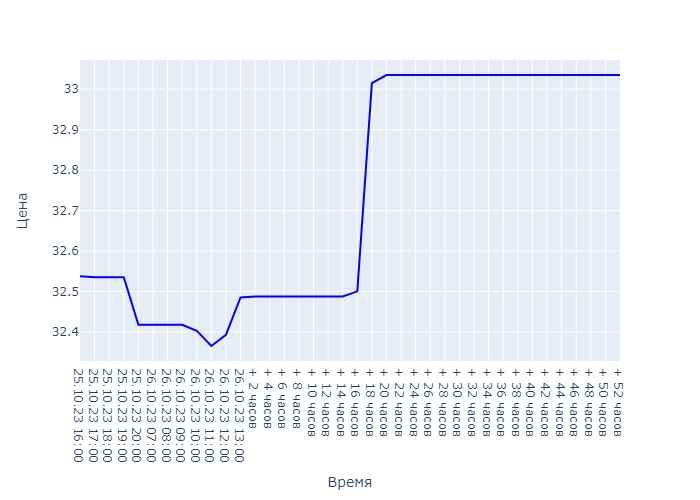 Цена
33
32.9
32.8
32.7
32.6
32.5
32.4
25.10.23 16:00
25.10.23 17:00
25.10.23 18:00
25.10.23 19:00
25.10.23 20:00
26.10.23 07:00
26.10.23 08:00
26.10.23 09:00
26.10.23 10:00
26.10.23 11:00
26.10.23 12:00
26.10.23 13:00
+ 2 часов
+ 4 часов
+ 6 часов
+ 8 часов
+ 10 часов
+ 12 часов
+ 14 часов
+ 16 часов
+ 18 часов
+ 20 часов
+ 22 часов
+ 24 часов
+ 26 часов
+ 28 часов
+ 30 часов
+ 32 часов
+ 34 часов
+ 36 часов
+ 38 часов
+ 40 часов
+ 42 часов
+ 44 часов
+ 46 часов
+ 48 часов
+ 50 часов
+ 52 часов
Время